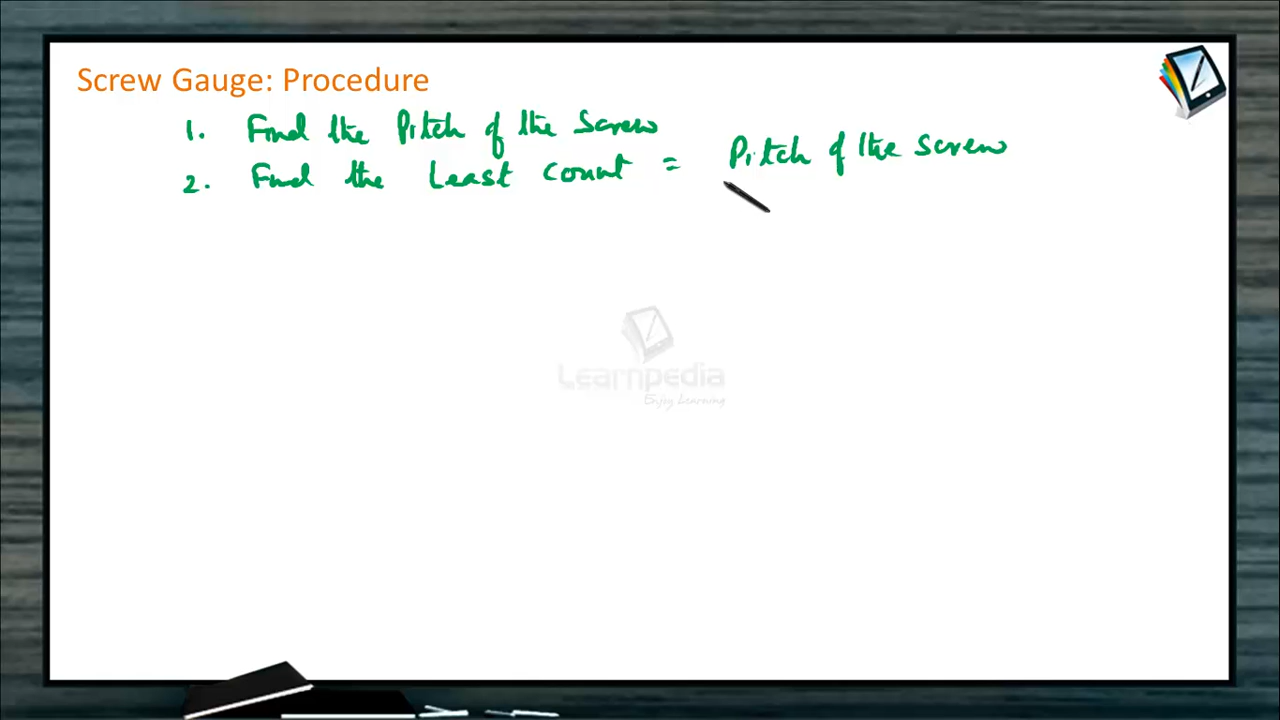 Screw Gauge: Procedure
1. Find the Pitch of the Screw
2. Find the Least count = Pitch of the screw
Learnpedia
Enjoy Learning